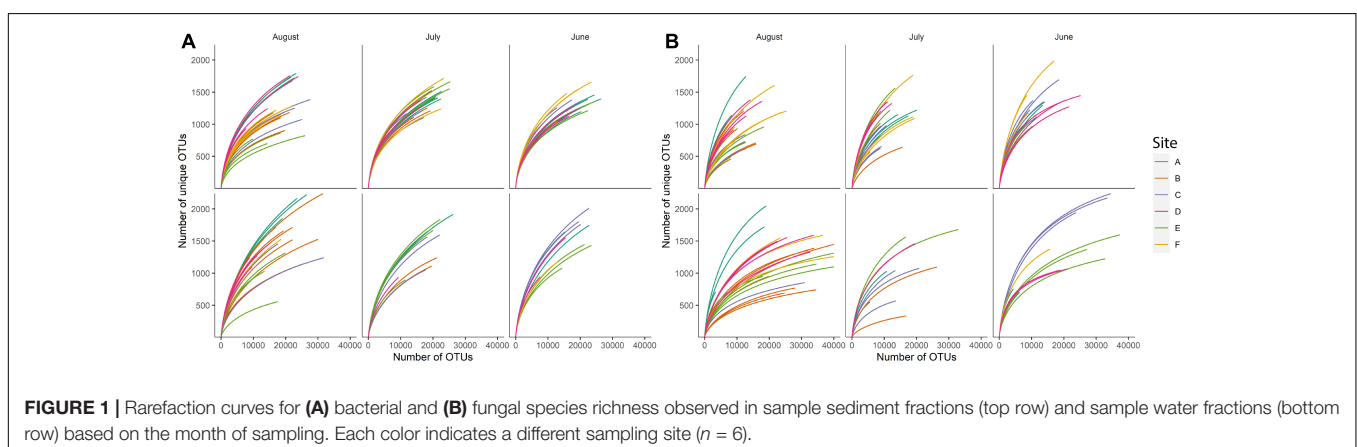 A
August
July
June
B
August
July
June
Number of unique OTUs
2000
1500
1000
500
2000
1500
1000
500
0
10000
20000
30000
40000
0
10000
20000
30000
40000
0
10000
20000
30000
40000
Number of OTUs
Number of unique OTUs
2000
1500
1000
500
2000
1500
1000
500
0
10000
20000
30000
40000
0
10000
20000
30000
40000
0
10000
20000
30000
40000
Number of OTUs
Site
A
B
C
D
E
F
FIGURE 1 | Rarefaction curves for (A) bacterial and (B) fungal species richness observed in sample sediment fractions (top row) and sample water fractions (bottom
row) based on the month of sampling. Each color indicates a different sampling site (n = 6).